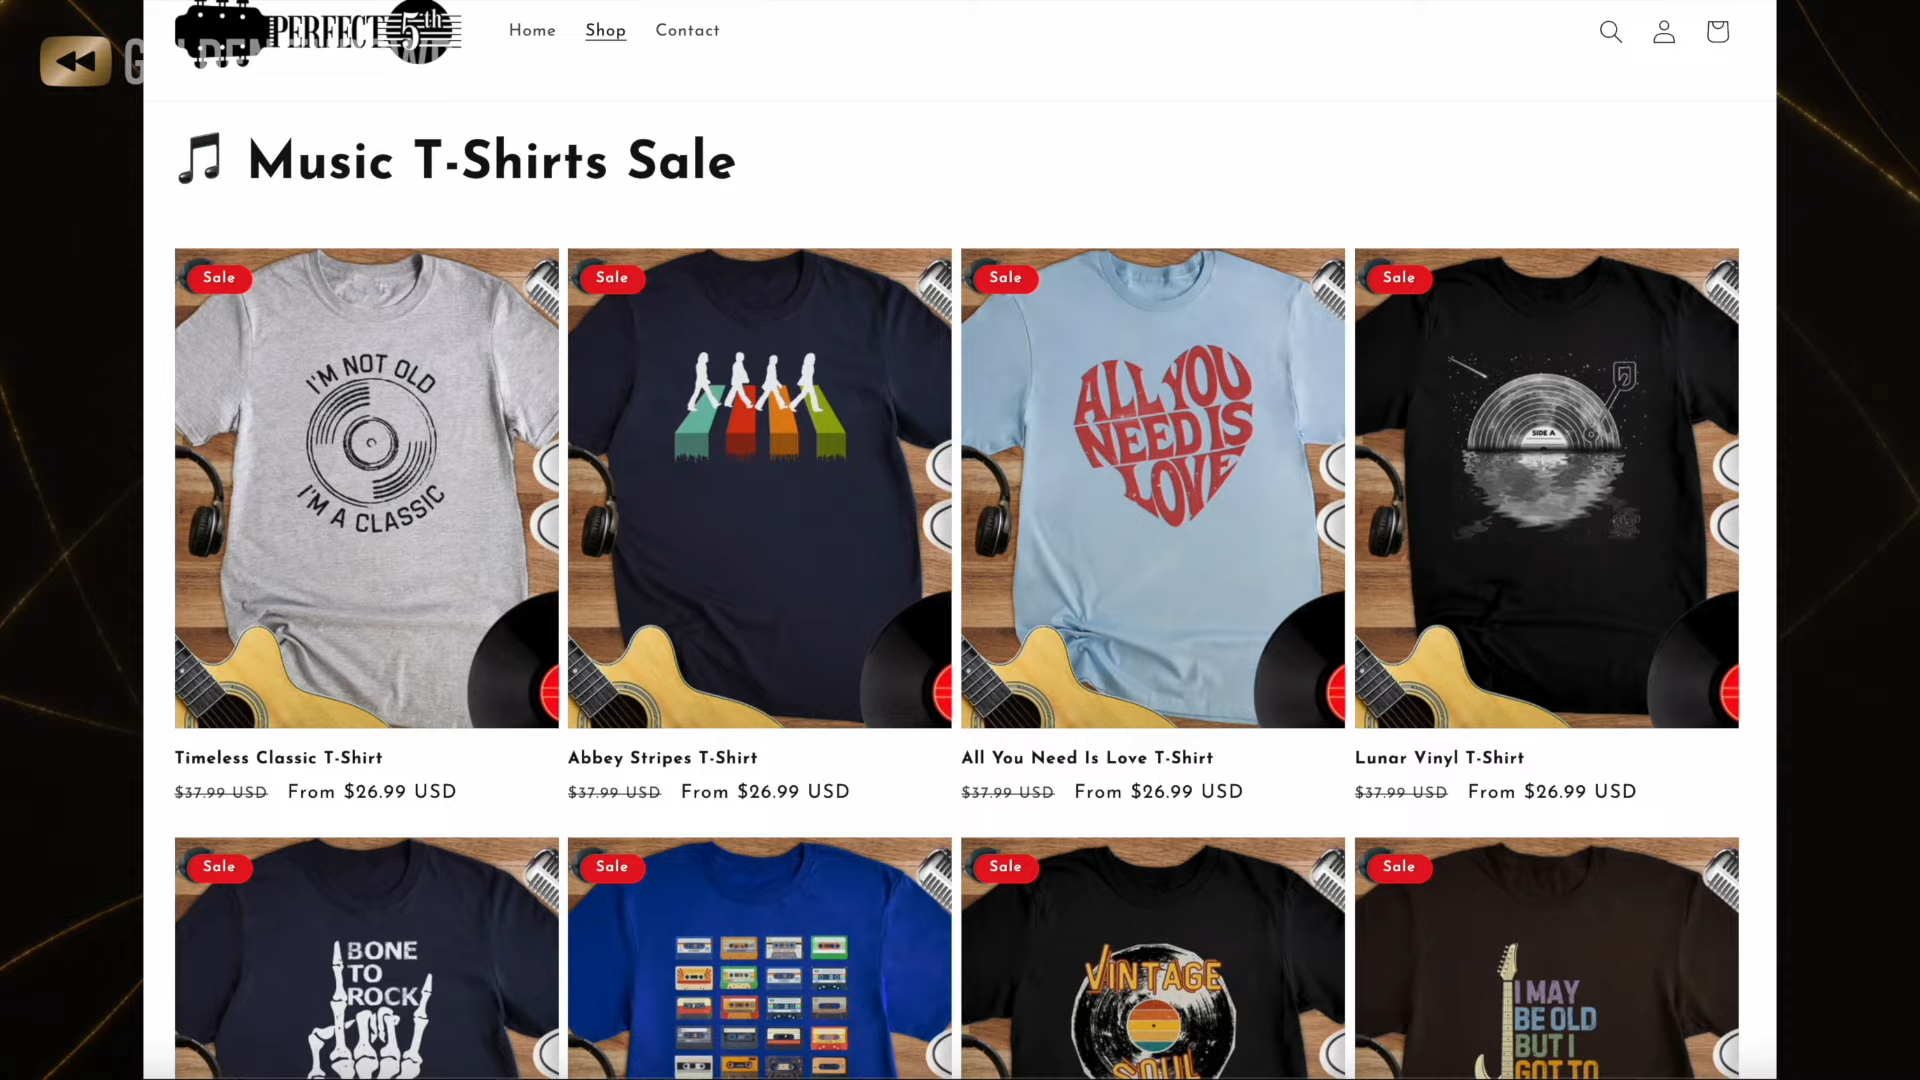 PERFECT 5th
Home Shop Contact
Music T-Shirts Sale
Sale
Sale
Sale
Sale
I'M NOT OLD
I'M A CLASSIC
ALL YOU
NEED IS
LOVE
SIDE A
Timeless Classic T-Shirt
$37.99 USD From $26.99 USD
Abbey Stripes T-Shirt
$37.99 USD From $26.99 USD
All You Need Is Love T-Shirt
$37.99 USD From $26.99 USD
Lunar Vinyl T-Shirt
$37.99 USD From $26.99 USD
Sale
Sale
Sale
Sale
BONE
TO
ROCK
VINTAGE
SOUL
I MAY
BE OLD
BUT I
GOT TO